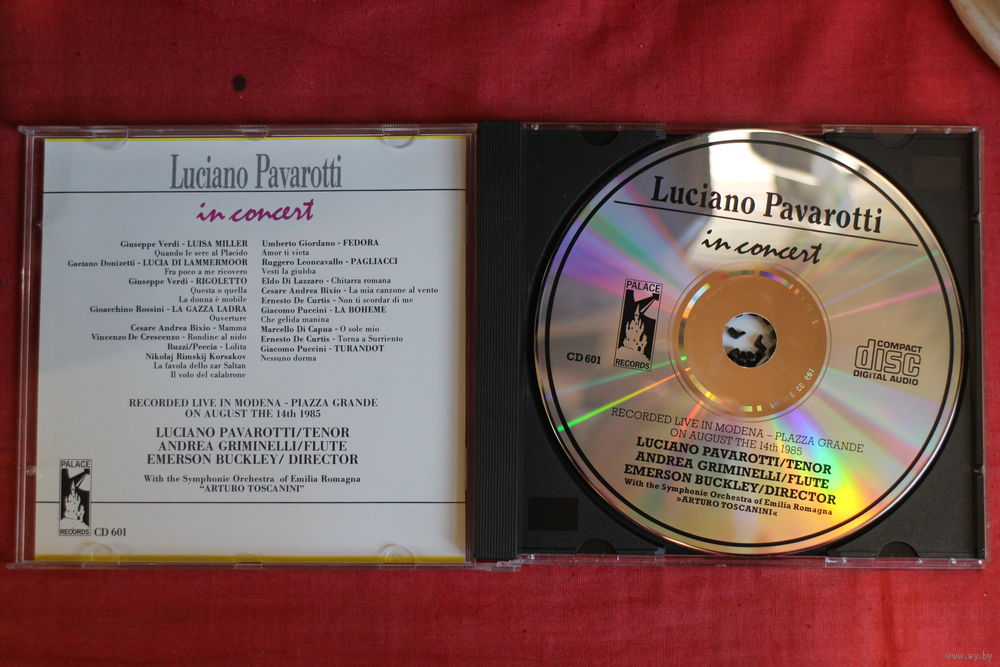 Luciano Pavarotti
in concert
Giuseppe Verdi - LUISA MILLER
Quando le sere al Placido
Gaetano Donizetti - LUCIA DI LAMMERMOOR
Fra poco a me ricovero
Giuseppe Verdi - RIGOLETTO
Questa o quella
La donna è mobile
Gioacchino Rossini - LA GAZZA LADRA
Ouverture
Cesare Andrea Bixio - Mamma
Vincenzo De Crescenzo - Rondine al nido
Buzzi/Peccia - Lolita
Nikolaj Rimskij Korsakov
La favola dello zar Saltan
Il volo del calabrone
Umberto Giordano - FEDORA
Amor ti vieta
Ruggero Leoncavallo - PAGLIACCI
Vesti la giubba
Eldo Di Lazzaro - Chitarra romana
Cesare Andrea Bixio - La mia canzone al vento
Ernesto De Curtis - Non ti scordar di me
Giacomo Puccini - LA BOHEME
Che gelida manina
Marcello Di Capua - O sole mio
Ernesto De Curtis - Torna a Surriento
Giacomo Puccini - TURANDOT
Nessuno dorma
RECORDED LIVE IN MODENA - PIAZZA GRANDE
ON AUGUST THE 14th 1985
LUCIANO PAVAROTTI/TENOR
ANDREA GRIMINELLI/FLUTE
EMERSON BUCKLEY/ DIRECTOR
With the Symphonic Orchestra of Emilia Romagna
"ARTURO TOSCANINI"
PALACE
RECORDS
CD 601
Luciano Pavarotti
in concert
PALACE
RECORDS
CD 601
COMPACT
disc
DIGITAL AUDIO
RECORDED LIVE IN MODENA – PLAZZA GRANDE
ON AUGUST THE 14th 1985
LUCIANO PAVAROTTI/TENOR
ANDREA GRIMINELLI/FLUTE
EMERSON BUCKLEY/DIRECTOR
With the Symphonie Orchestra of Emilia Romagna
»ARTURO TOSCANINI«
www.ay.by